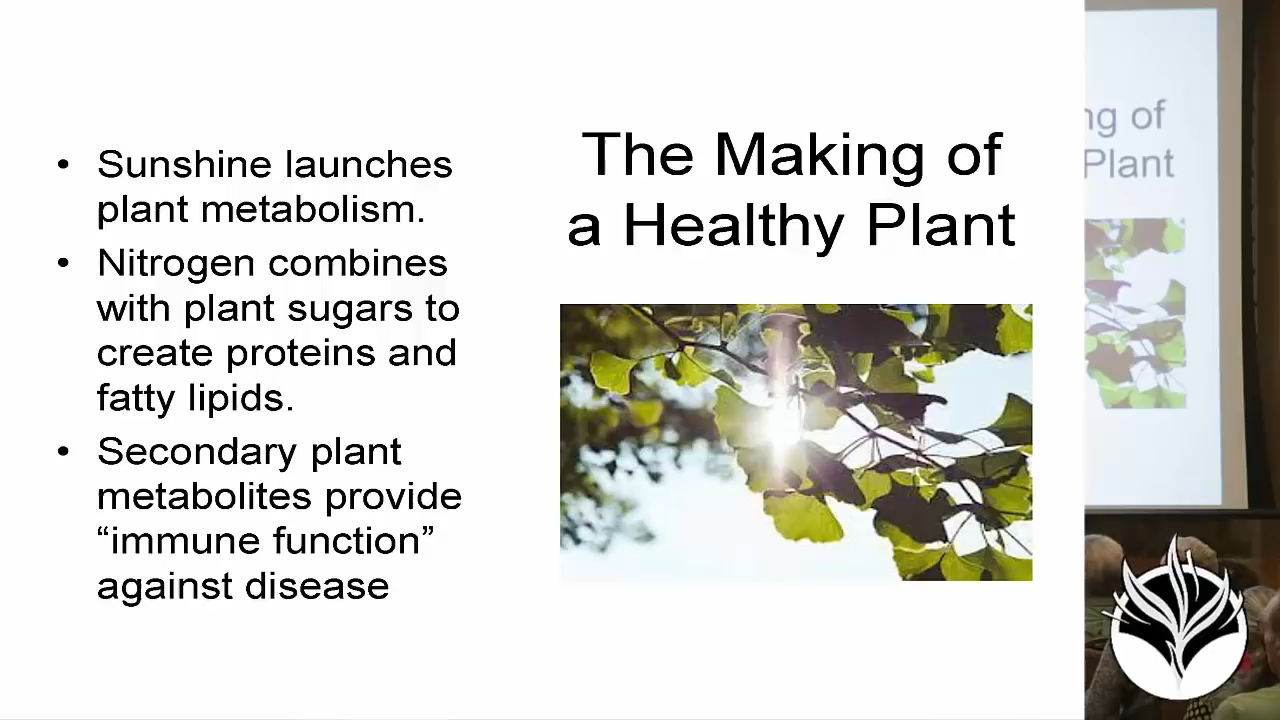 The Making of
a Healthy Plant
• Sunshine launches
plant metabolism.
• Nitrogen combines
with plant sugars to
create proteins and
fatty lipids.
• Secondary plant
metabolites provide
“immune function”
against disease
ng of
Plant